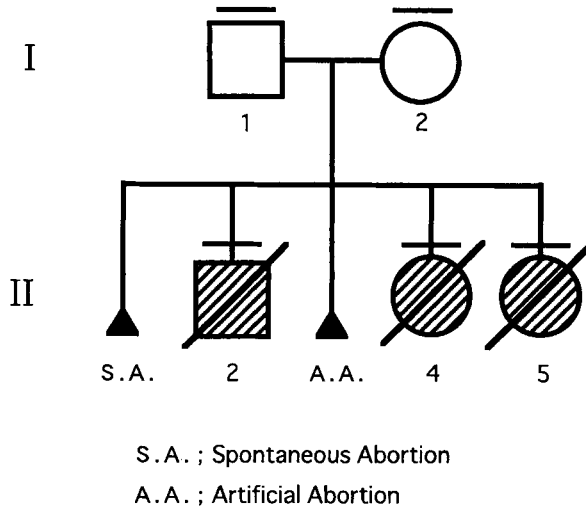 I
1 2
II
S.A. 2 A.A. 4 5
S.A.; Spontaneous Abortion
A.A.; Artificial Abortion